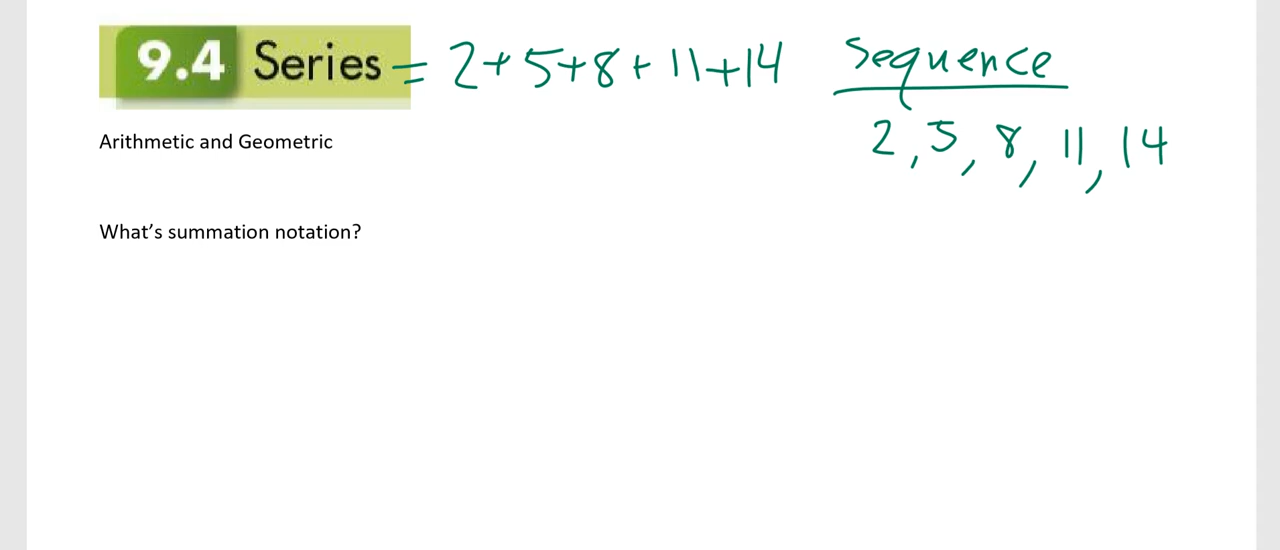 9.4 Series = 2+5+8+11+14
Sequence
2, 5, 8, 11, 14
Arithmetic and Geometric
What's summation notation?